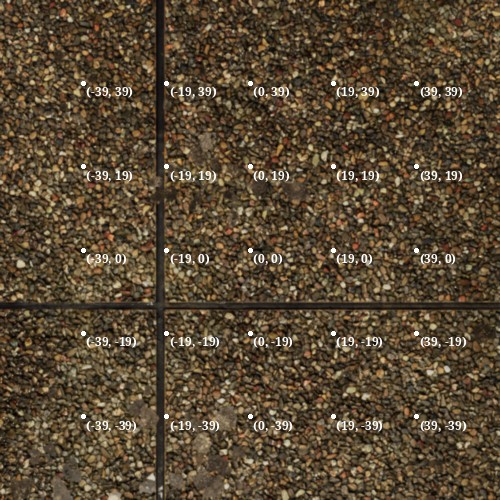 (-39, 39) (-19, 39) (0, 39) (19, 39) (39, 39)
(-39, 19) (-19, 19) (0, 19) (19, 19) (39, 19)
(-39, 0) (-19, 0) (0, 0) (19, 0) (39, 0)
(-39, -19) (-19, -19) (0, -19) (19, -19) (39, -19)
(-39, -39) (-19, -39) (0, -39) (19, -39) (39, -39)